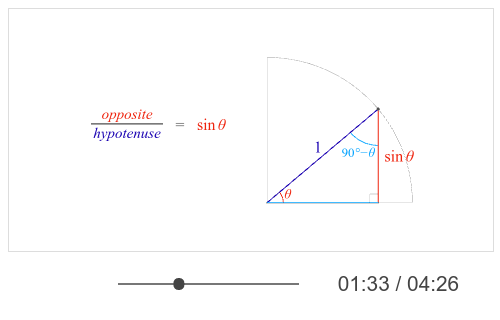 opposite
hypotenuse
= sin θ
1
90°−θ
sin θ
θ
01:33 / 04:26